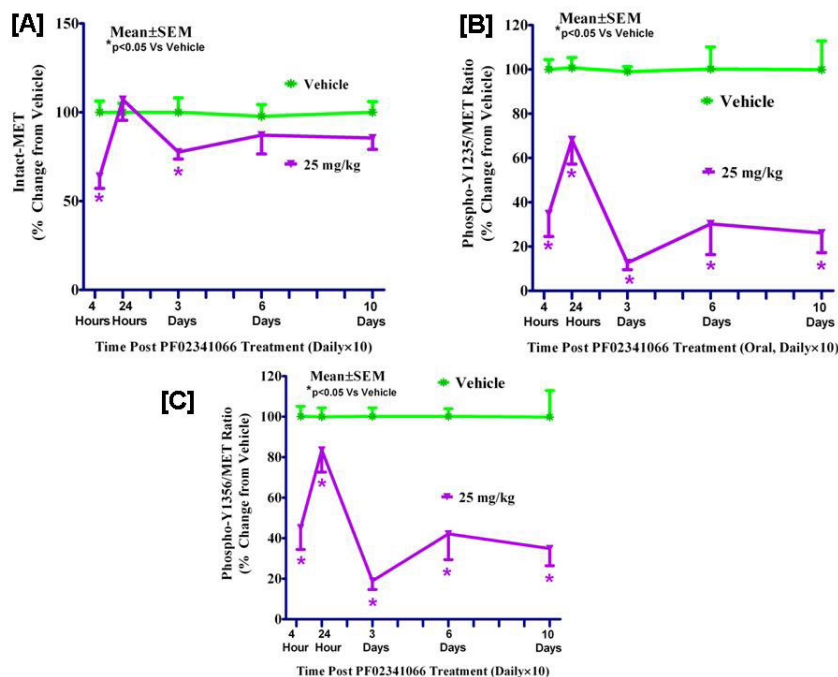 [A]
Mean±SEM
*p<0.05 Vs Vehicle
Intact-MET
(% Change from Vehicle)
150
100
50
0
Vehicle
25 mg/kg
*
*
4 24 3 6 10
Hours Hours Days Days Days
Time Post PF02341066 Treatment (Daily×10)
[B]
Mean±SEM
*p<0.05 Vs Vehicle
Phospho-Y1235/MET Ratio
(% Change from Vehicle)
120
100
80
60
40
20
0
Vehicle
25 mg/kg
*
*
*
*
*
4 24 3 6 10
Hours Hours Days Days Days
Time Post PF02341066 Treatment (Oral, Daily×10)
[C]
Mean±SEM
*p<0.05 Vs Vehicle
Phospho-Y1356/MET Ratio
(% Change from Vehicle)
120
100
80
60
40
20
0
Vehicle
25 mg/kg
*
*
*
*
*
4 24 3 6 10
Hour Hour Days Days Days
Time Post PF02341066 Treatment (Daily×10)